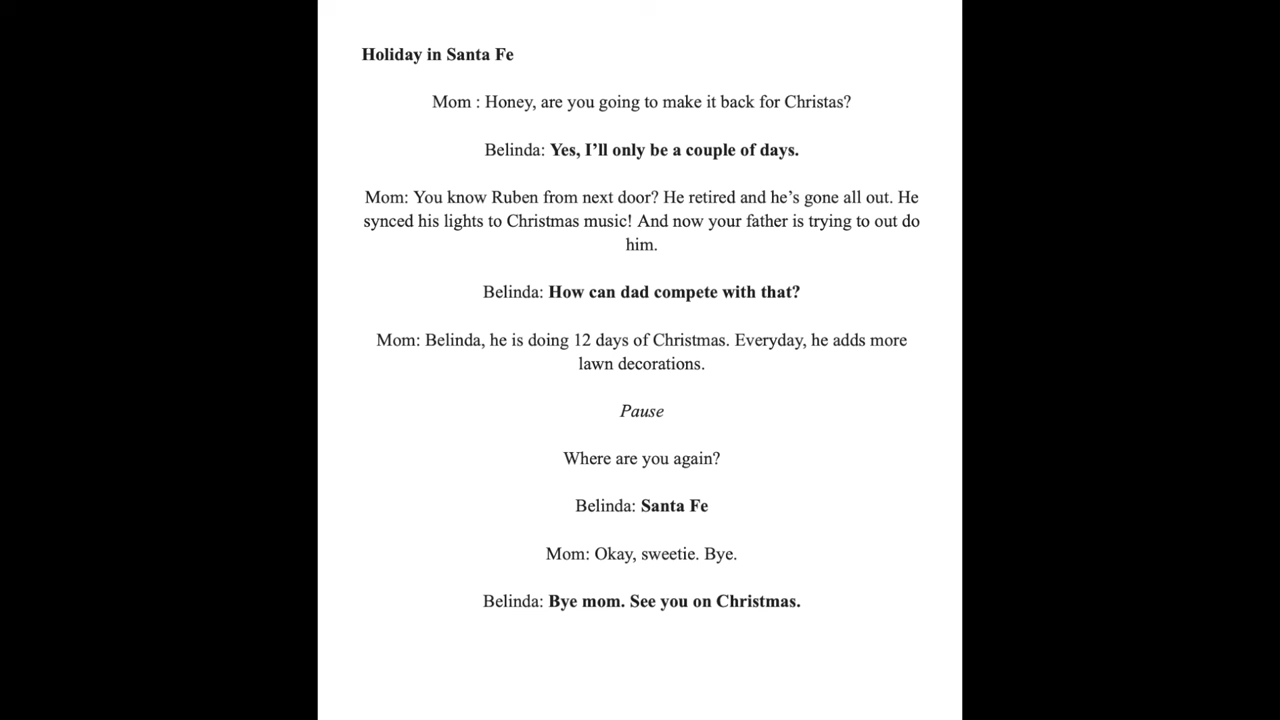 Holiday in Santa Fe
Mom : Honey, are you going to make it back for Christas?
Belinda: Yes, I’ll only be a couple of days.
Mom: You know Ruben from next door? He retired and he’s gone all out. He
synced his lights to Christmas music! And now your father is trying to out do
him.
Belinda: How can dad compete with that?
Mom: Belinda, he is doing 12 days of Christmas. Everyday, he adds more
lawn decorations.
Pause
Where are you again?
Belinda: Santa Fe
Mom: Okay, sweetie. Bye.
Belinda: Bye mom. See you on Christmas.